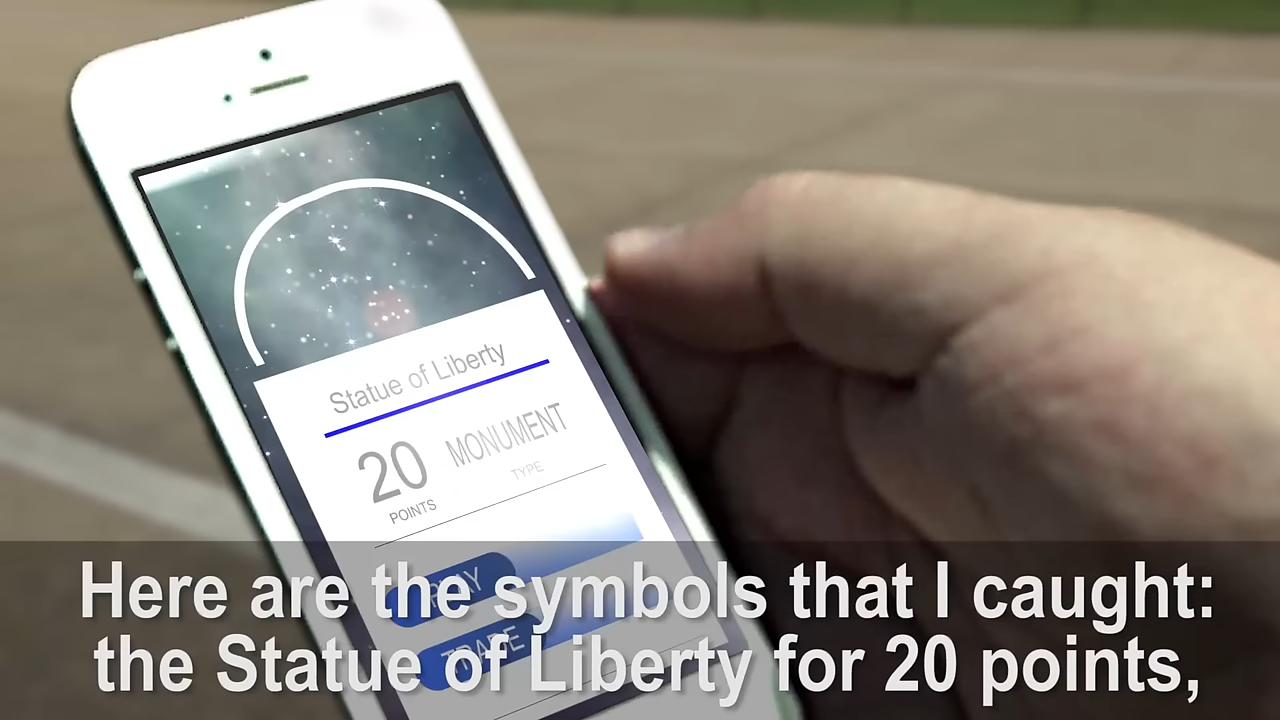 Statue of Liberty
20 MONUMENT
POINTS TYPE
TRADE
Here are the symbols that I caught:
the Statue of Liberty for 20 points,